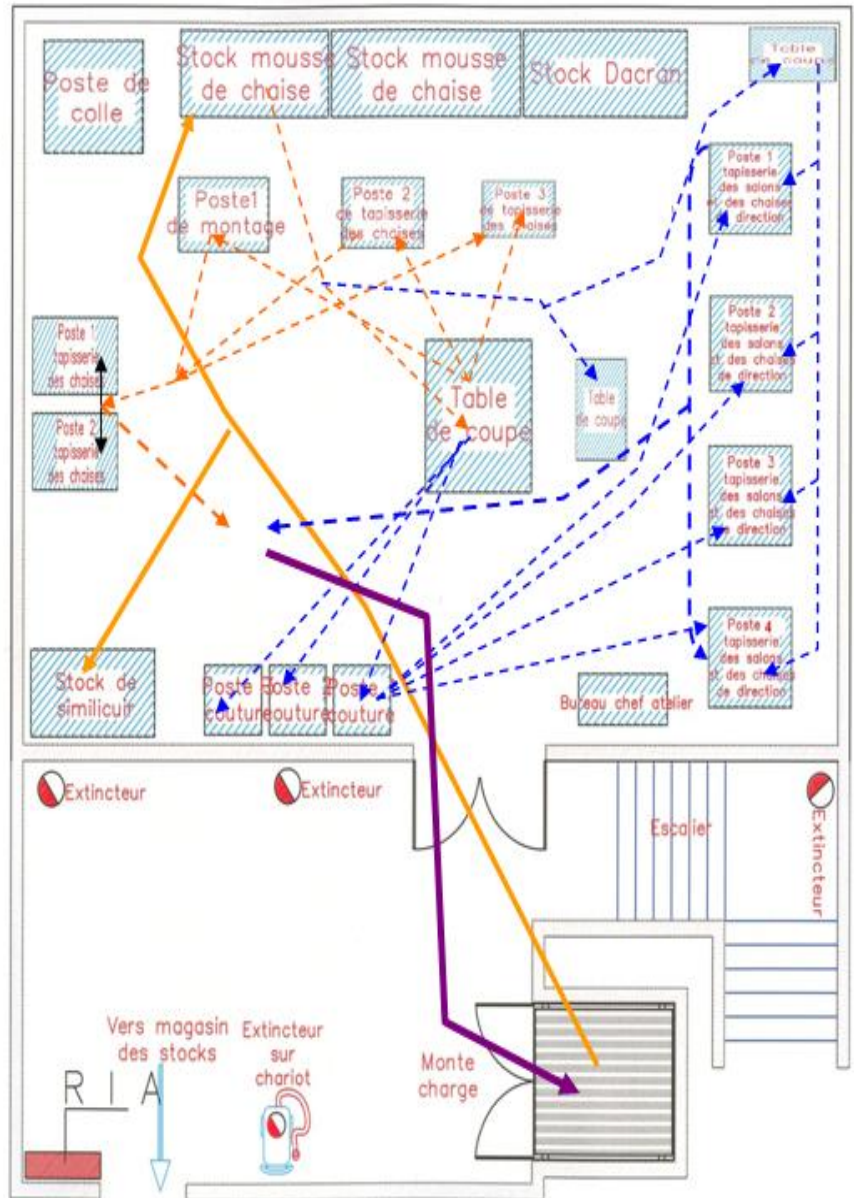 Poste de
colle
Stock mousse
de chaise
Stock mousse
de chaise
Stock Dacran
Table
de coupe
Poste1
de montage
Poste 2
de tapisserie
des chaises
Poste 3
de tapisserie
des chaises
Poste 1
tapisserie
des salons
et des chaises
direction
Poste 1
tapisserie
des chaises
Poste 2
tapisserie
des chaises
Table
de coupe
Table
de coupe
Poste 2
tapisserie
des salons
et des chaises
de direction
Poste 3
tapisserie
des salons
et des chaises
de direction
Poste 4
tapisserie
des salons
et des chaises
de direction
Stock de
similicuir
Poste
couture
Poste 2
couture
Poste
couture
Bureau chef atelier
Extincteur
Extincteur
Escalier
Extincteur
Vers magasin
des stocks
Extincteur
sur
chariot
Monte
charge
R I A